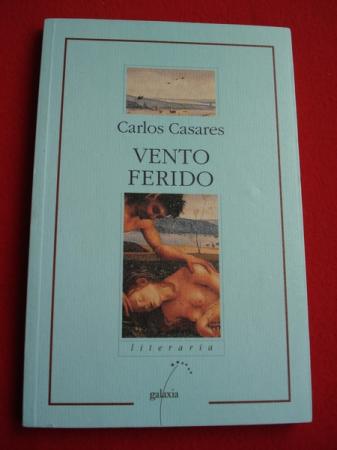 Carlos Casares
VENTO
FERIDO
literaria
galaxia